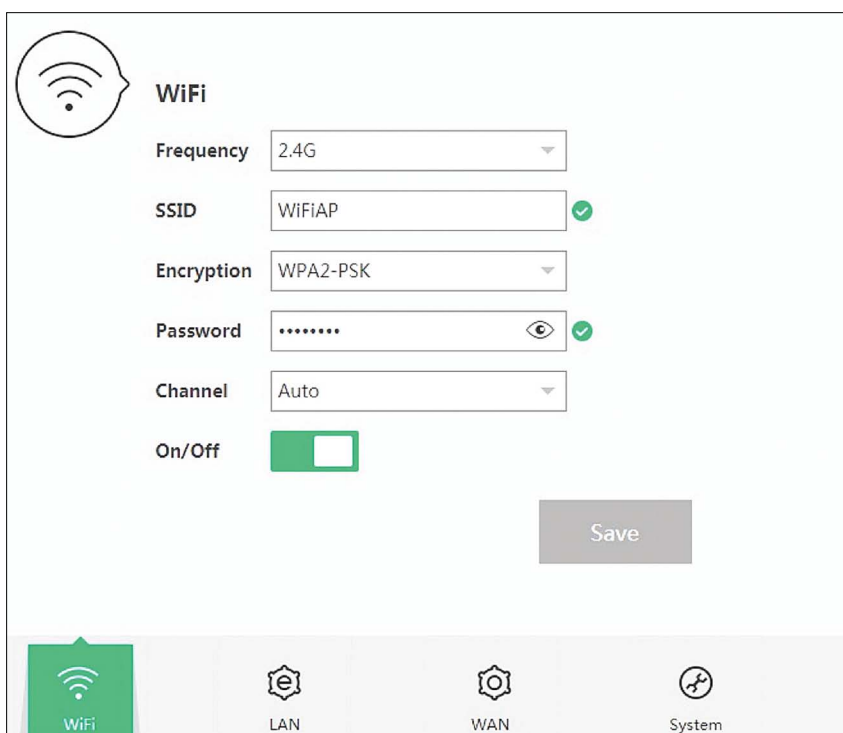 WiFi
Frequency 2.4G
SSID WiFiAP
Encryption WPA2-PSK
Password ••••••••
Channel Auto
On/Off
Save
WiFi LAN WAN System